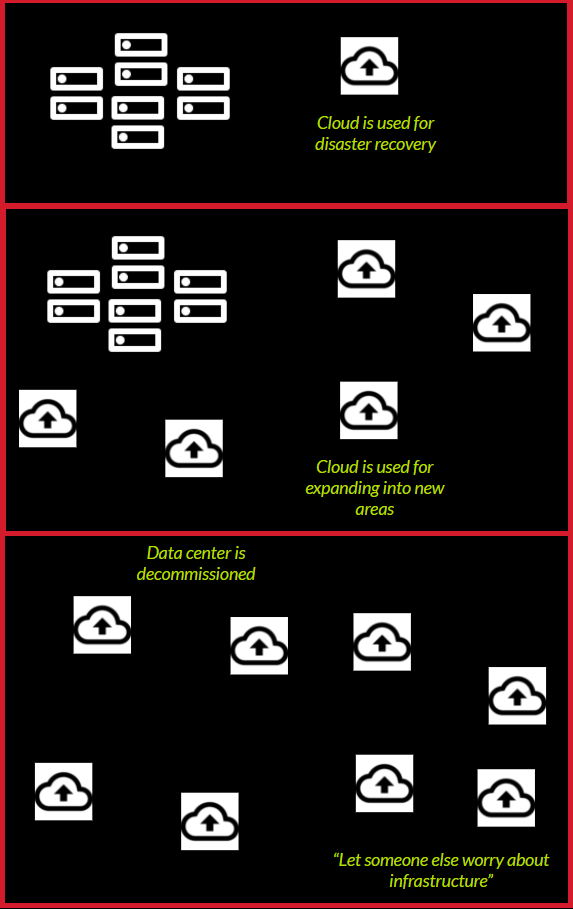 Cloud is used for
disaster recovery
Cloud is used for
expanding into new
areas
Data center is
decommissioned
“Let someone else worry about
infrastructure”